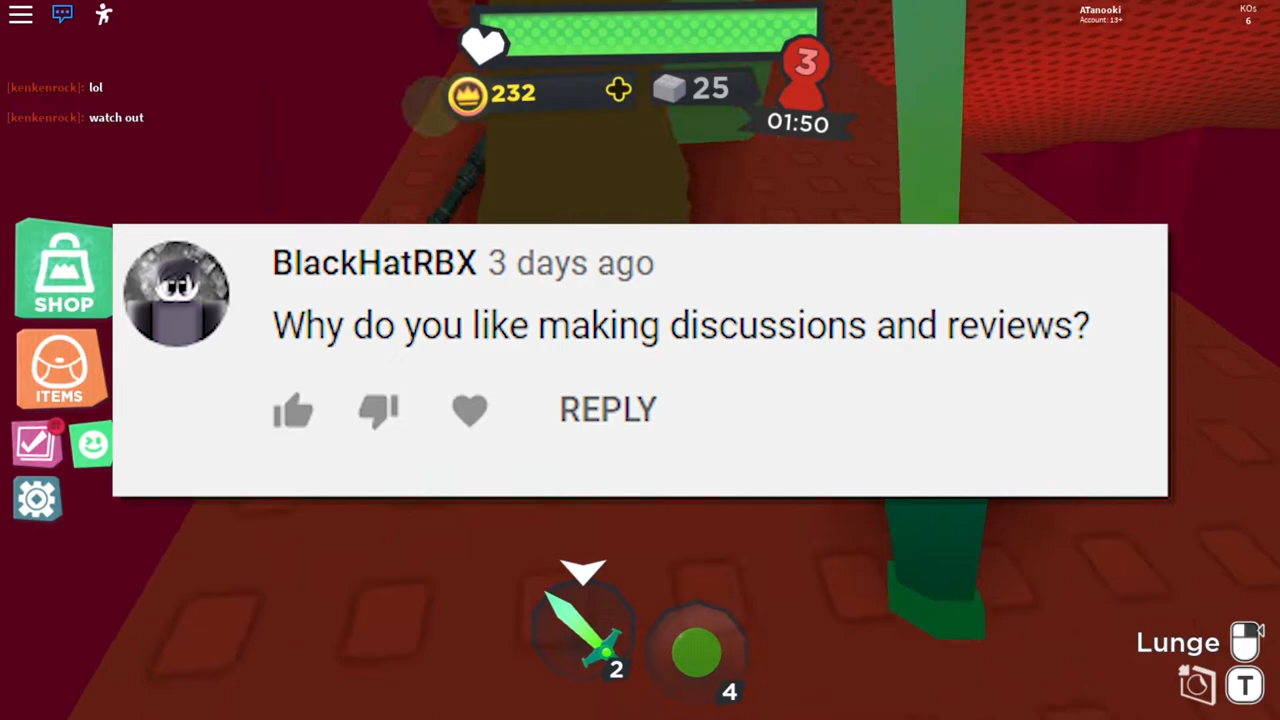 ATanooki
Account: 13+
KOs
6
[kenkenrock]: lol
[kenkenrock]: watch out
232
25
3
01:50
SHOP
ITEMS
BlackHatRBX 3 days ago
Why do you like making discussions and reviews?
REPLY
2
4
Lunge
T